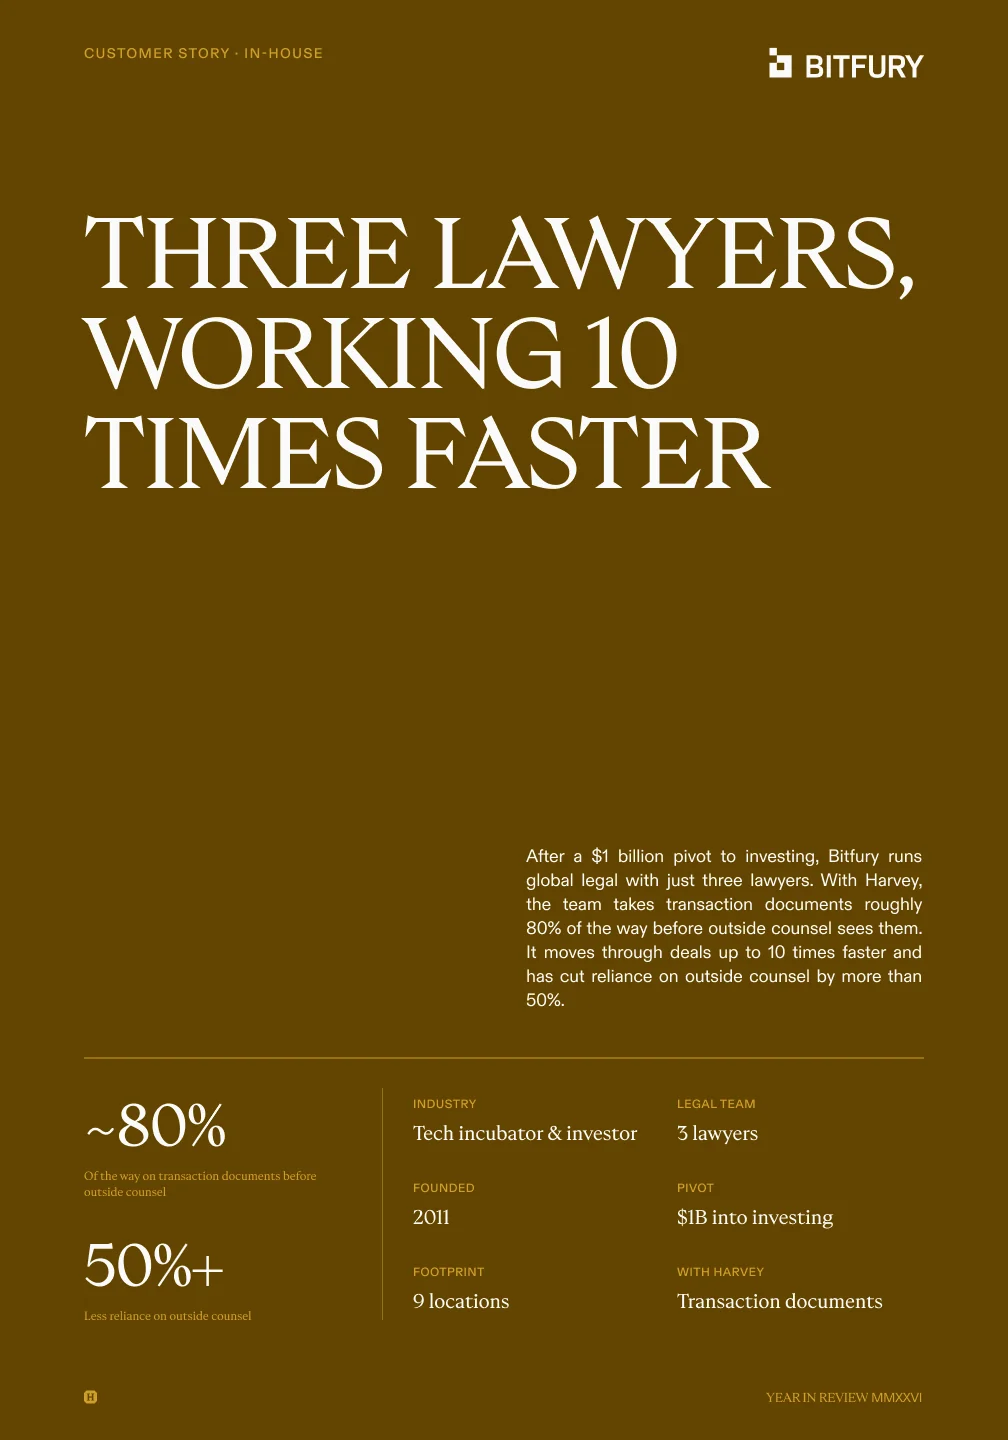 CUSTOMER STORY · IN-HOUSE
BITFURY
THREE LAWYERS,
WORKING 10
TIMES FASTER
After a $1 billion pivot to investing, Bitfury runs
global legal with just three lawyers. With Harvey,
the team takes transaction documents roughly
80% of the way before outside counsel sees them.
It moves through deals up to 10 times faster and
has cut reliance on outside counsel by more than
50%.
~80%
Of the way on transaction documents before
outside counsel
50%+
Less reliance on outside counsel
INDUSTRY
Tech incubator & investor
LEGAL TEAM
3 lawyers
FOUNDED
2011
PIVOT
$1B into investing
FOOTPRINT
9 locations
WITH HARVEY
Transaction documents
H
YEAR IN REVIEW MMXXVI